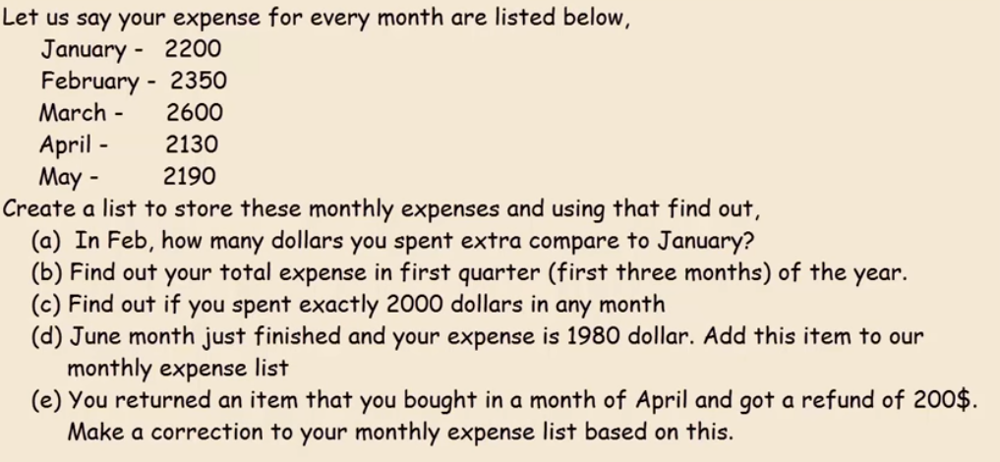 Let us say your expense for every month are listed below,
January - 2200
February - 2350
March - 2600
April - 2130
May - 2190
Create a list to store these monthly expenses and using that find out,
(a) In Feb, how many dollars you spent extra compare to January?
(b) Find out your total expense in first quarter (first three months) of the year.
(c) Find out if you spent exactly 2000 dollars in any month
(d) June month just finished and your expense is 1980 dollar. Add this item to our
monthly expense list
(e) You returned an item that you bought in a month of April and got a refund of 200$.
Make a correction to your monthly expense list based on this.